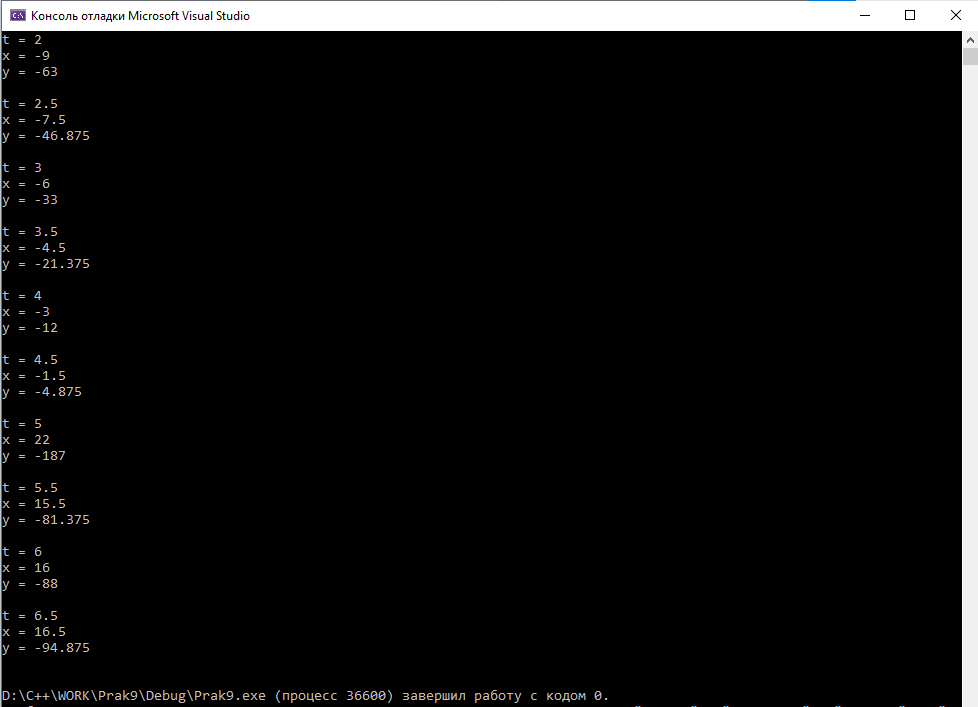 Консоль отладки Microsoft Visual Studio
t = 2
x = -9
y = -63
t = 2.5
x = -7.5
y = -46.875
t = 3
x = -6
y = -33
t = 3.5
x = -4.5
y = -21.375
t = 4
x = -3
y = -12
t = 4.5
x = -1.5
y = -4.875
t = 5
x = 22
y = -187
t = 5.5
x = 15.5
y = -81.375
t = 6
x = 16
y = -88
t = 6.5
x = 16.5
y = -94.875
D:\C++\WORK\Prak9\Debug\Prak9.exe (процесс 36600) завершил работу с кодом 0.